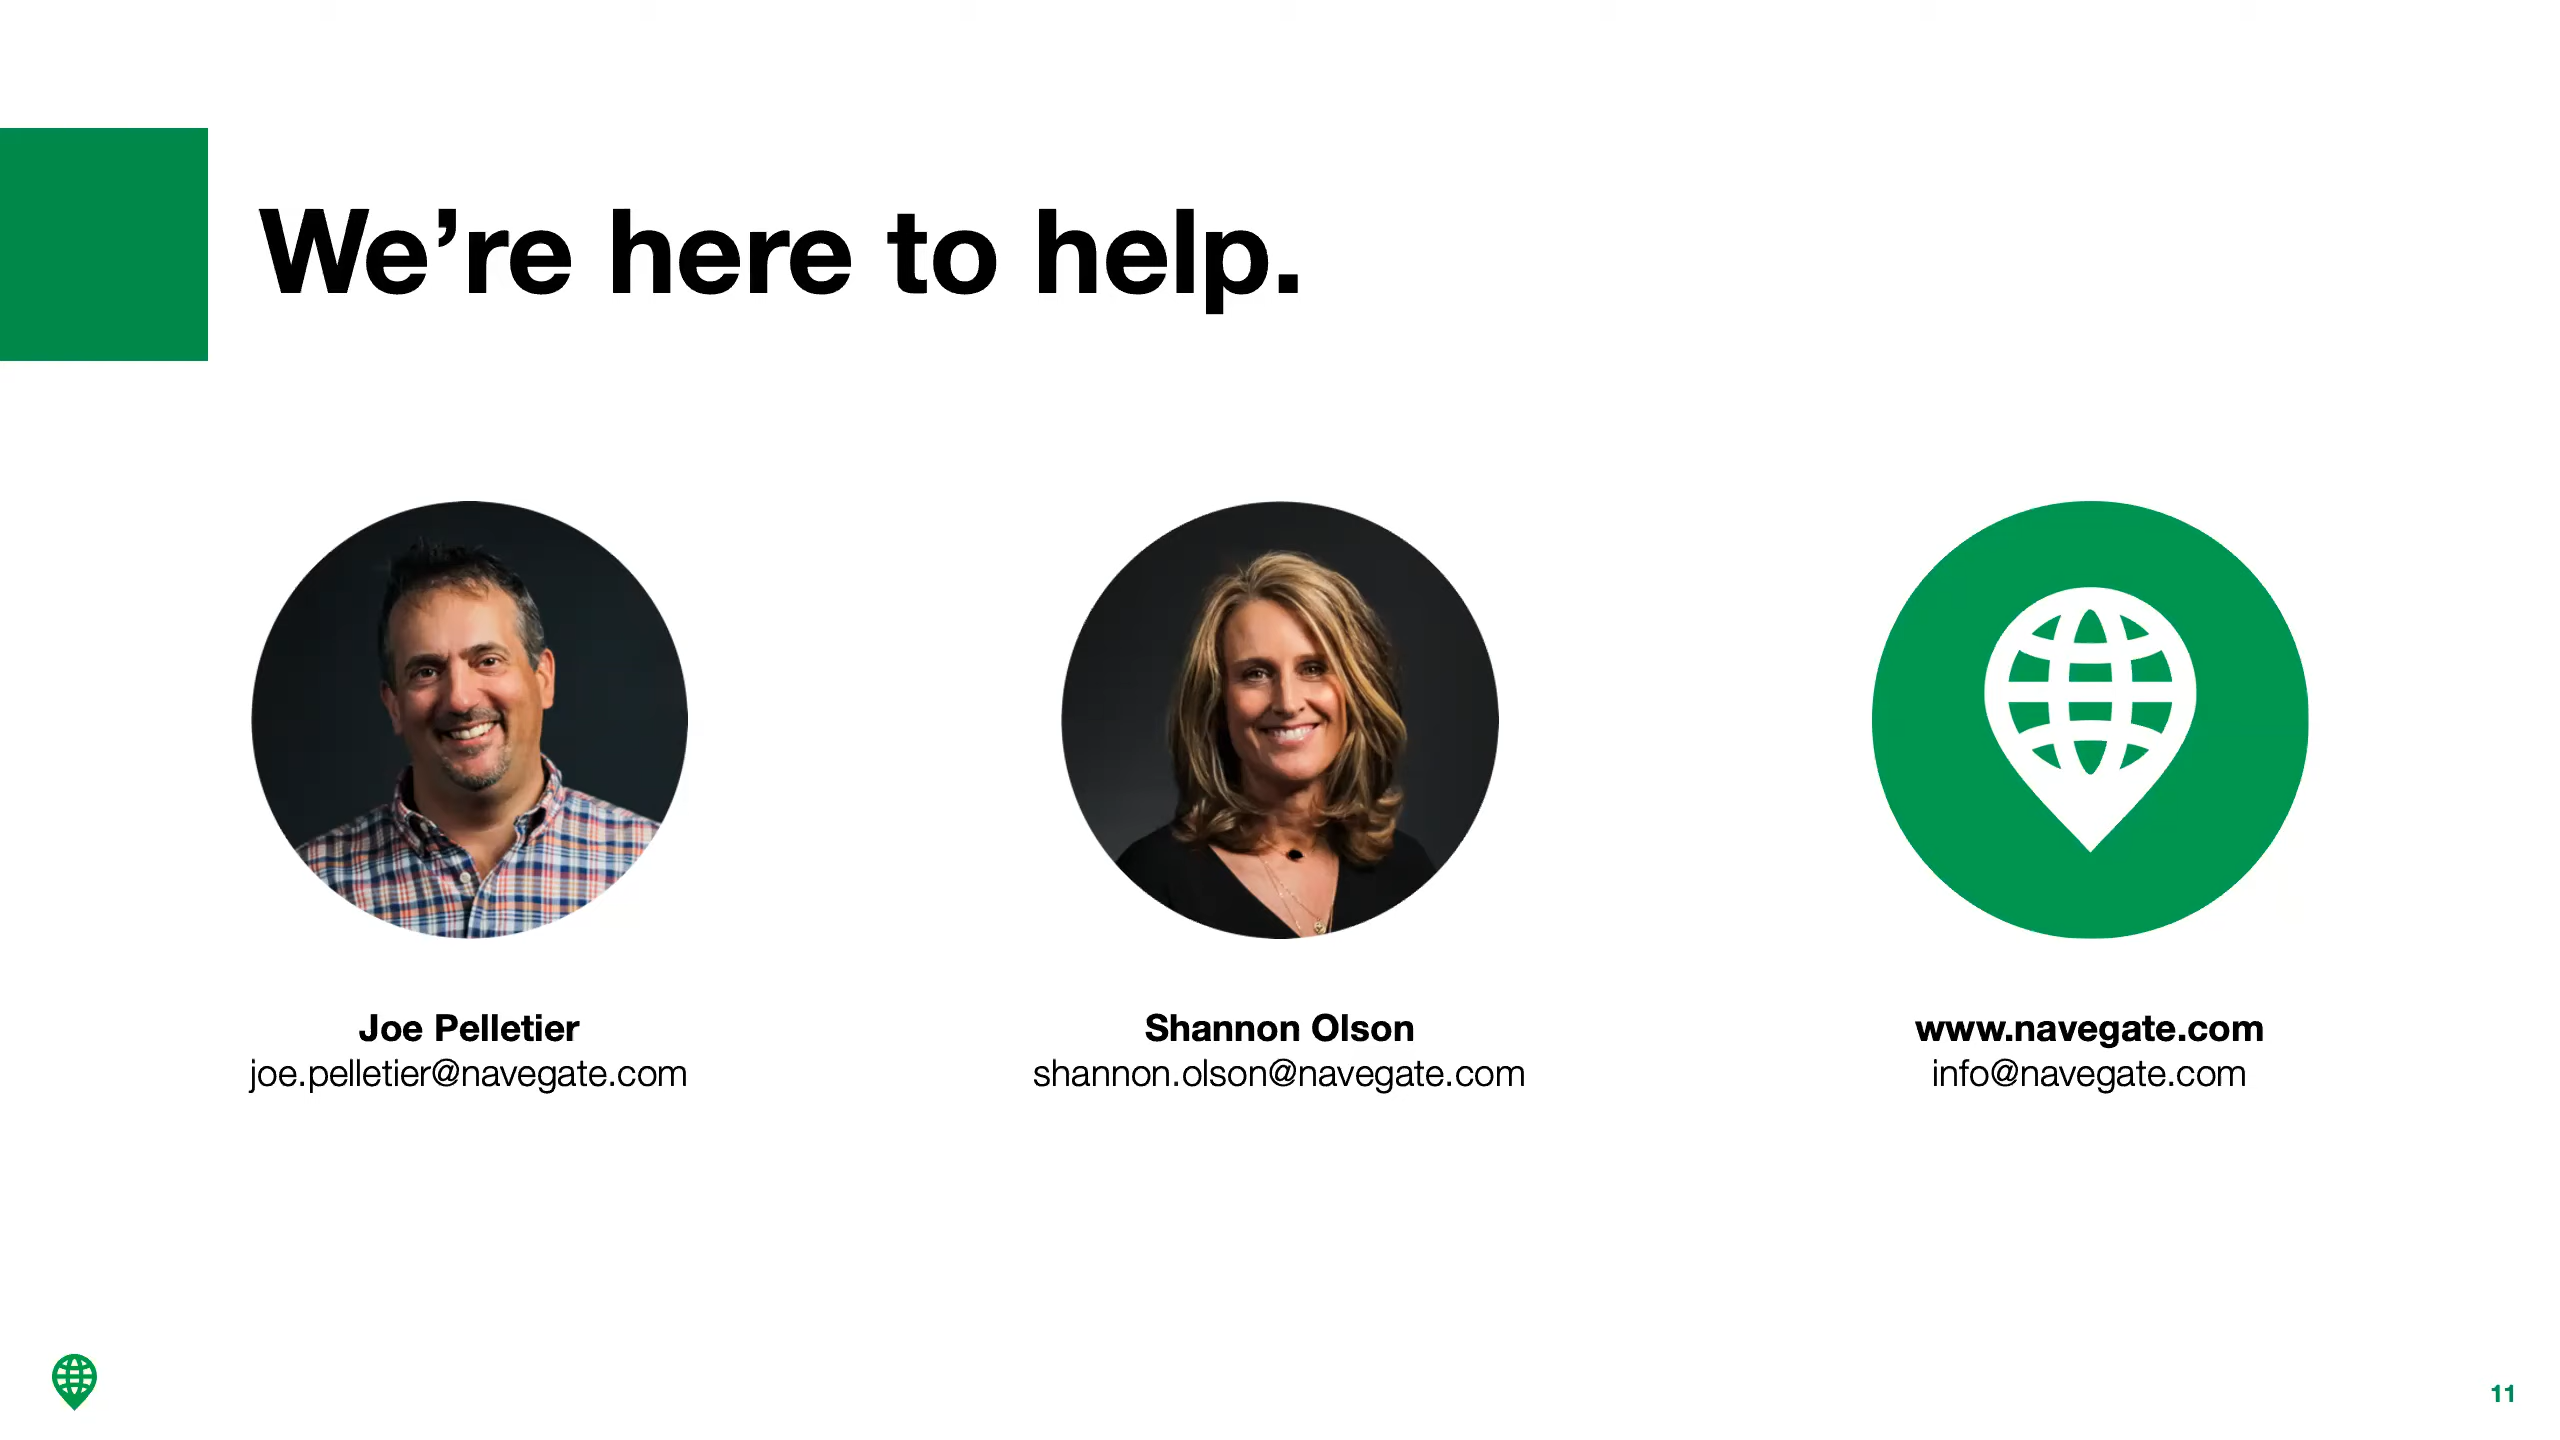 We’re here to help.
Joe Pelletier
joe.pelletier@navegate.com
Shannon Olson
shannon.olson@navegate.com
www.navegate.com
info@navegate.com
11